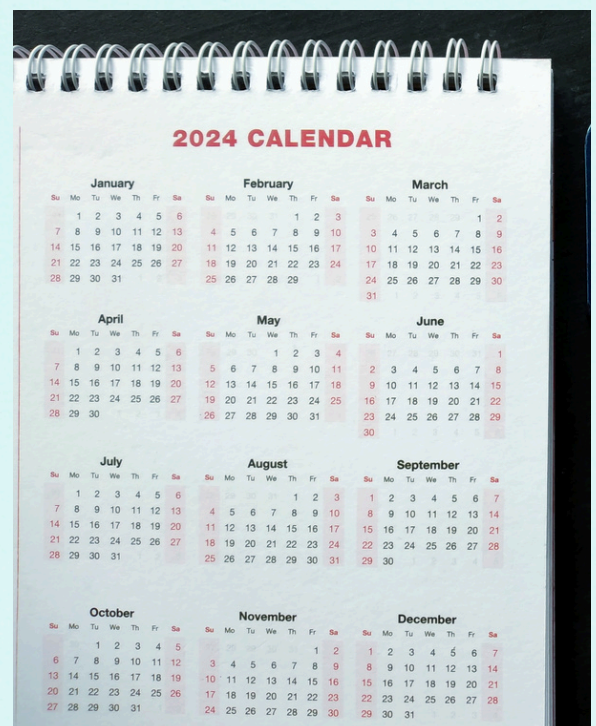 2024 CALENDAR
January February March
Su Mo Tu We Th Fr Sa Su Mo Tu We Th Fr Sa Su Mo Tu We Th Fr Sa
1 2 3 4 5 6 1 2 3 1 2
7 8 9 10 11 12 13 4 5 6 7 8 9 10 3 4 5 6 7 8 9
14 15 16 17 18 19 20 11 12 13 14 15 16 17 10 11 12 13 14 15 16
21 22 23 24 25 26 27 18 19 20 21 22 23 24 17 18 19 20 21 22 23
28 29 30 31 25 26 27 28 29 24 25 26 27 28 29 30
31
April May June
Su Mo Tu We Th Fr Sa Su Mo Tu We Th Fr Sa Su Mo Tu We Th Fr Sa
1 2 3 4 5 6 1 2 3 4 1
7 8 9 10 11 12 13 5 6 7 8 9 10 11 2 3 4 5 6 7 8
14 15 16 17 18 19 20 12 13 14 15 16 17 18 9 10 11 12 13 14 15
21 22 23 24 25 26 27 19 20 21 22 23 24 25 16 17 18 19 20 21 22
28 29 30 26 27 28 29 30 31 23 24 25 26 27 28 29
30
July August September
Su Mo Tu We Th Fr Sa Su Mo Tu We Th Fr Sa Su Mo Tu We Th Fr Sa
1 2 3 4 5 6 1 2 3 1 2 3 4 5 6 7
7 8 9 10 11 12 13 4 5 6 7 8 9 10 8 9 10 11 12 13 14
14 15 16 17 18 19 20 11 12 13 14 15 16 17 15 16 17 18 19 20 21
21 22 23 24 25 26 27 18 19 20 21 22 23 24 22 23 24 25 26 27 28
28 29 30 31 25 26 27 28 29 30 31 29 30
October November December
Su Mo Tu We Th Fr Sa Su Mo Tu We Th Fr Sa Su Mo Tu We Th Fr Sa
1 2 3 4 5 1 2 1 2 3 4 5 6 7
6 7 8 9 10 11 12 3 4 5 6 7 8 9 8 9 10 11 12 13 14
13 14 15 16 17 18 19 10 11 12 13 14 15 16 15 16 17 18 19 20 21
20 21 22 23 24 25 26 17 18 19 20 21 22 23 22 23 24 25 26 27 28
27 28 29 30 31 24 25 26 27 28 29 30 29 30 31